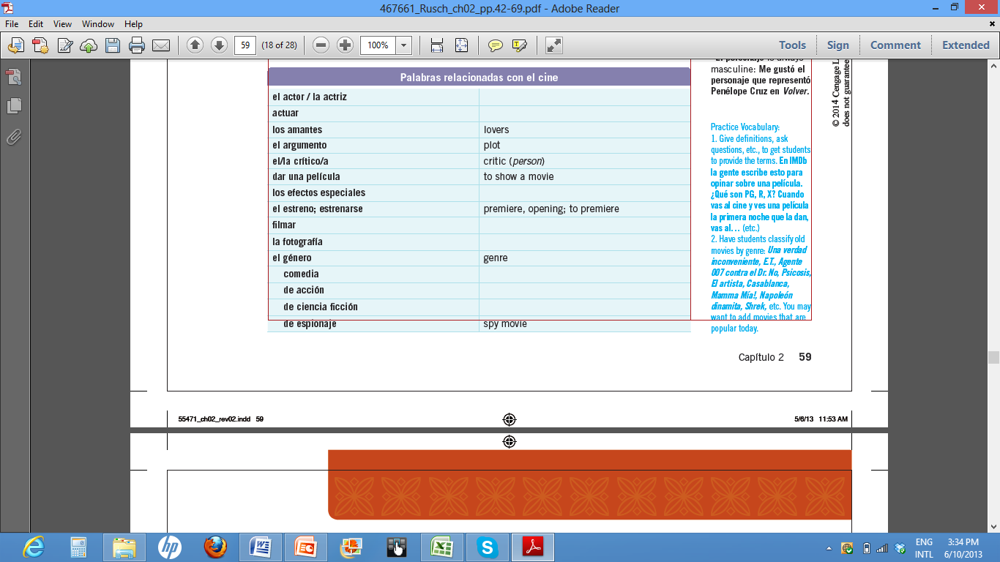 467661_Rusch_ch02_pp.42-69.pdf - Adobe Reader
File Edit View Window Help
59 (18 of 28) 100% Tools Sign Comment Extended
masculine: Me gustó el
personaje que representó
Penélope Cruz en Volver.
© 2014 Cengage L
does not guarantee
Palabras relacionadas con el cine
el actor / la actriz
actuar
los amantes lovers
el argumento plot
el/la crítico/a critic (person)
dar una película to show a movie
los efectos especiales
el estreno; estrenarse premiere, opening; to premiere
filmar
la fotografía
el género genre
comedia
de acción
de ciencia ficción
de espionaje spy movie
Practice Vocabulary:
1. Give definitions, ask
questions, etc., to get students
to provide the terms. En IMDb
la gente escribe esto para
opinar sobre una película.
¿Qué son PG, R, X? Cuando
vas al cine y ves una película
la primera noche que la dan,
vas al… (etc.)
2. Have students classify old
movies by genre: Una verdad
inconveniente, E.T., Agente
007 contra el Dr. No, Psicosis,
El artista, Casablanca,
Mamma Mía!, Napoleón
dinamita, Shrek, etc. You may
want to add movies that are
popular today.
Capítulo 2 59
55471_ch02_rev02.indd 59 5/6/13 11:53 AM
ENG 3:34 PM
INTL 6/10/2013